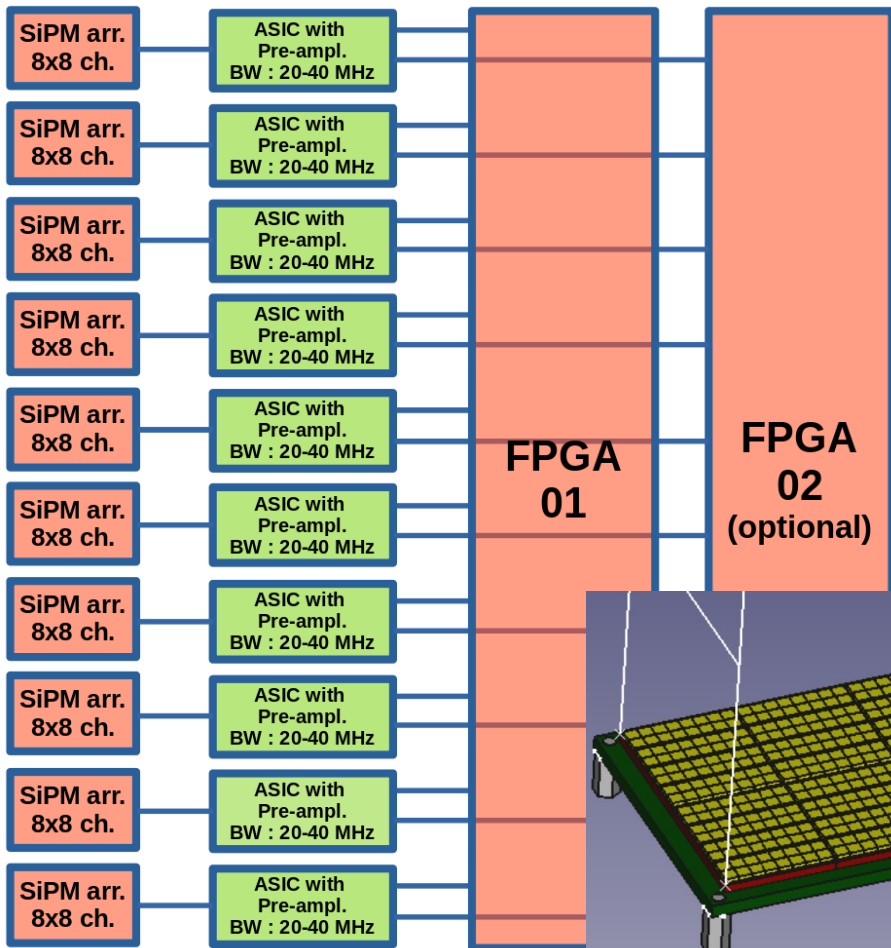 SiPM arr.
8x8 ch.
ASIC with
Pre-ampl.
BW : 20-40 MHz
SiPM arr.
8x8 ch.
ASIC with
Pre-ampl.
BW : 20-40 MHz
SiPM arr.
8x8 ch.
ASIC with
Pre-ampl.
BW : 20-40 MHz
SiPM arr.
8x8 ch.
ASIC with
Pre-ampl.
BW : 20-40 MHz
SiPM arr.
8x8 ch.
ASIC with
Pre-ampl.
BW : 20-40 MHz
SiPM arr.
8x8 ch.
ASIC with
Pre-ampl.
BW : 20-40 MHz
SiPM arr.
8x8 ch.
ASIC with
Pre-ampl.
BW : 20-40 MHz
SiPM arr.
8x8 ch.
ASIC with
Pre-ampl.
BW : 20-40 MHz
SiPM arr.
8x8 ch.
ASIC with
Pre-ampl.
BW : 20-40 MHz
SiPM arr.
8x8 ch.
ASIC with
Pre-ampl.
BW : 20-40 MHz
FPGA
01
FPGA
02
(optional)